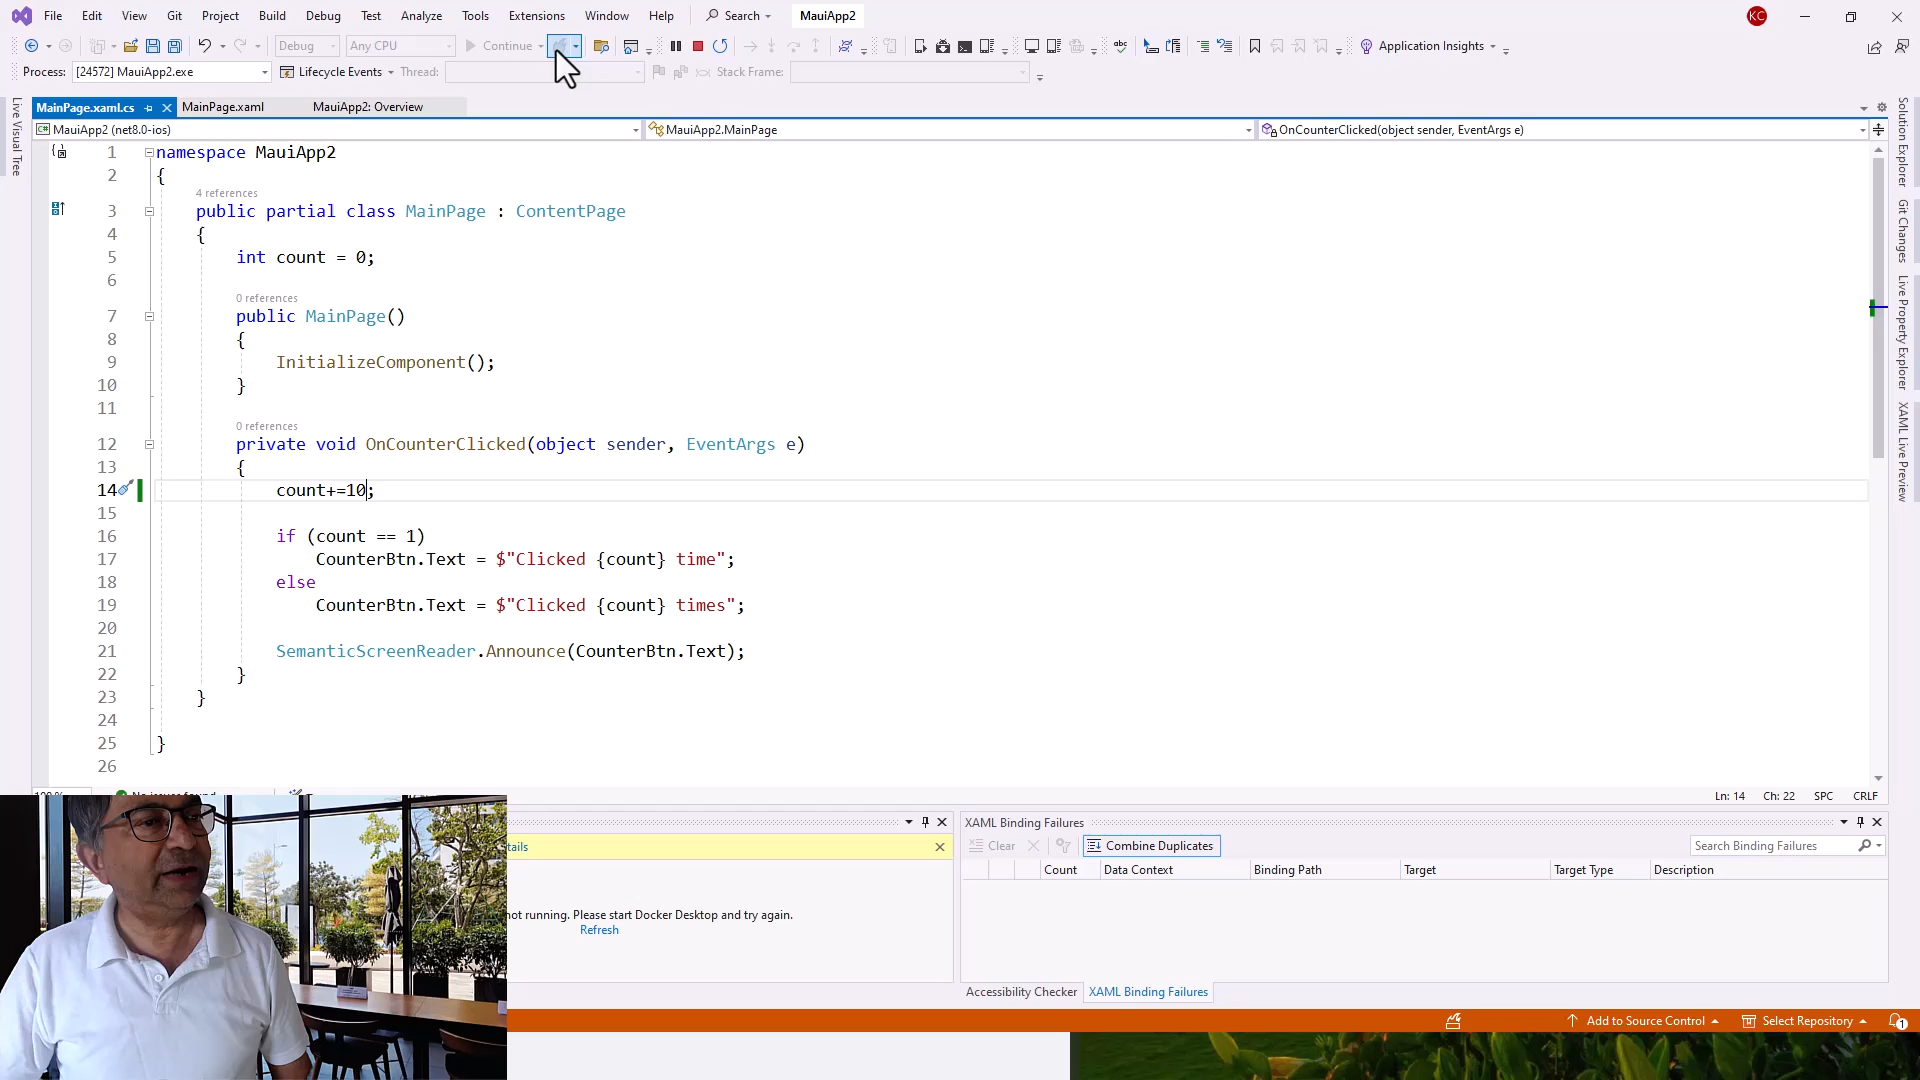 File Edit View Git Project Build Debug Test Analyze Tools Extensions Window Help Search MauiApp2 KC
Debug Any CPU Continue Application Insights
Process: [24572] MauiApp2.exe Lifecycle Events Thread: Stack Frame:
MainPage.xaml.cs MainPage.xaml MauiApp2: Overview
MauiApp2 (net8.0-ios) MauiApp2.MainPage OnCounterClicked(object sender, EventArgs e)
Live Visual Tree
Solution Explorer
Git Changes
Live Property Explorer
XAML Live Preview
1 namespace MauiApp2
2 {
4 references
3 public partial class MainPage : ContentPage
4 {
5 int count = 0;
6
0 references
7 public MainPage()
8 {
9 InitializeComponent();
10 }
11
0 references
12 private void OnCounterClicked(object sender, EventArgs e)
13 {
14 count+=10;
15
16 if (count == 1)
17 CounterBtn.Text = $"Clicked {count} time";
18 else
19 CounterBtn.Text = $"Clicked {count} times";
20
21 SemanticScreenReader.Announce(CounterBtn.Text);
22 }
23 }
24
25 }
26
Ln: 14 Ch: 22 SPC CRLF
XAML Binding Failures
Clear Combine Duplicates Search Binding Failures
Count Data Context Binding Path Target Target Type Description
not running. Please start Docker Desktop and try again.
Refresh
Accessibility Checker XAML Binding Failures
Add to Source Control Select Repository 1